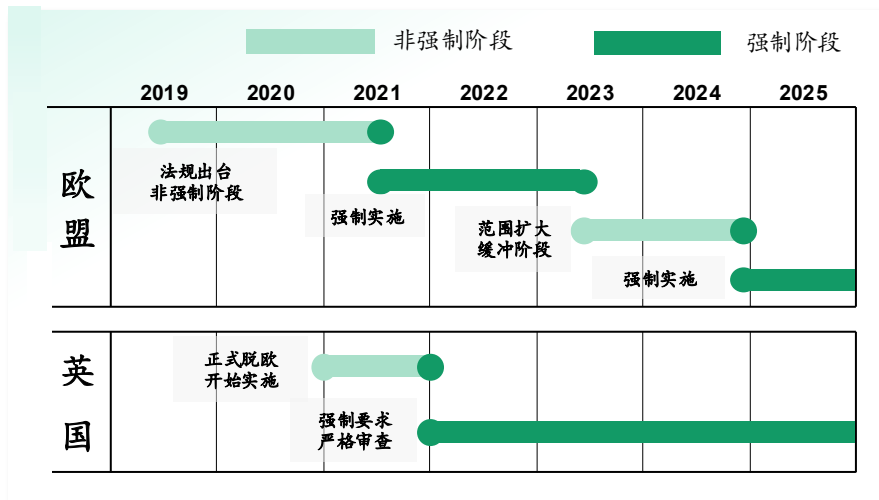 非强制阶段
强制阶段
2019 2020 2021 2022 2023 2024 2025
欧盟
法规出台
非强制阶段
强制实施
范围扩大
缓冲阶段
强制实施
英国
正式脱欧
开始实施
强制要求
严格审查